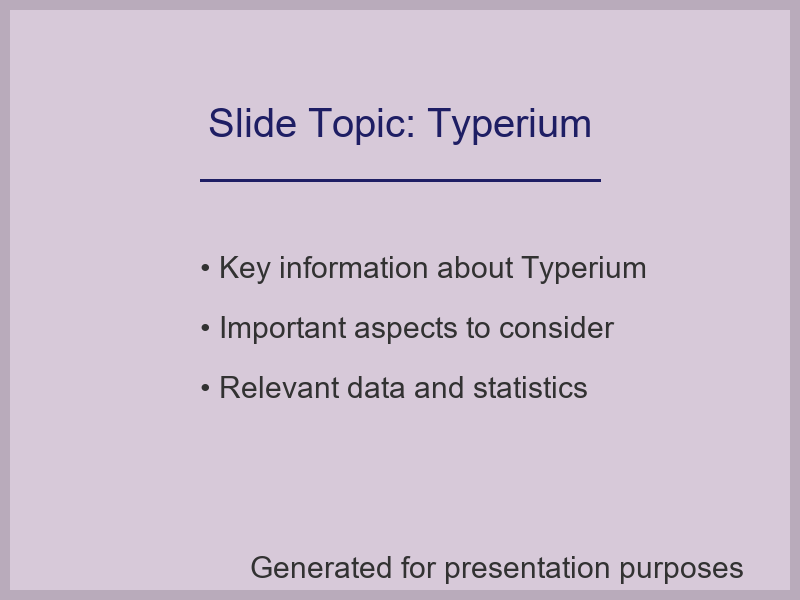 Slide Topic: Typerium
• Key information about Typerium
• Important aspects to consider
• Relevant data and statistics
Generated for presentation purposes